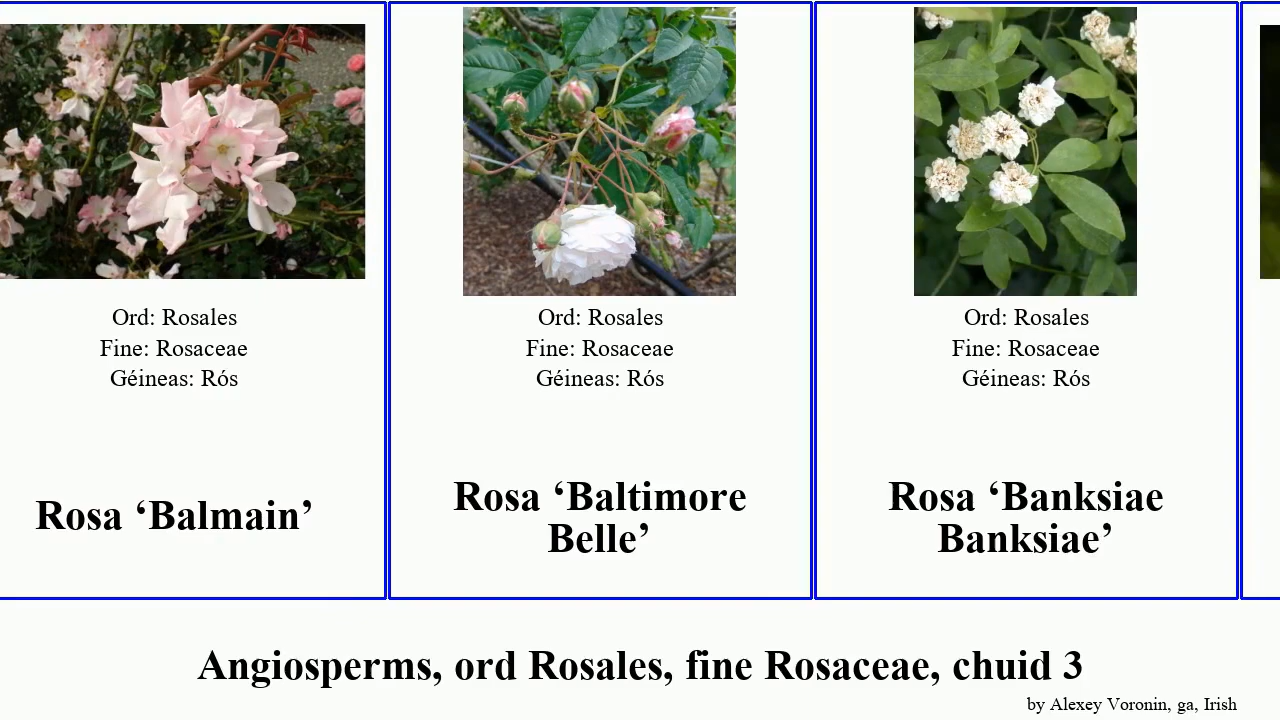 Ord: Rosales
Fine: Rosaceae
Géineas: Rós
Rosa ‘Balmain’
Ord: Rosales
Fine: Rosaceae
Géineas: Rós
Rosa ‘Baltimore
Belle’
Ord: Rosales
Fine: Rosaceae
Géineas: Rós
Rosa ‘Banksiae
Banksiae’
Angiosperms, ord Rosales, fine Rosaceae, chuid 3
by Alexey Voronin, ga, Irish